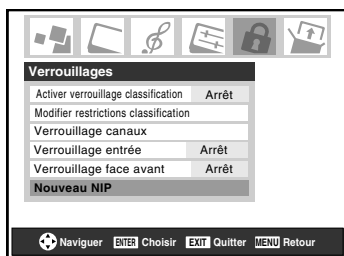 Verrouillages
Activer verrouillage classification Arrêt
Modifier restrictions classification
Verrouillage canaux
Verrouillage entrée Arrêt
Verrouillage face avant Arrêt
Nouveau NIP
Naviguer ENTER Choisir EXIT Quitter MENU Retour